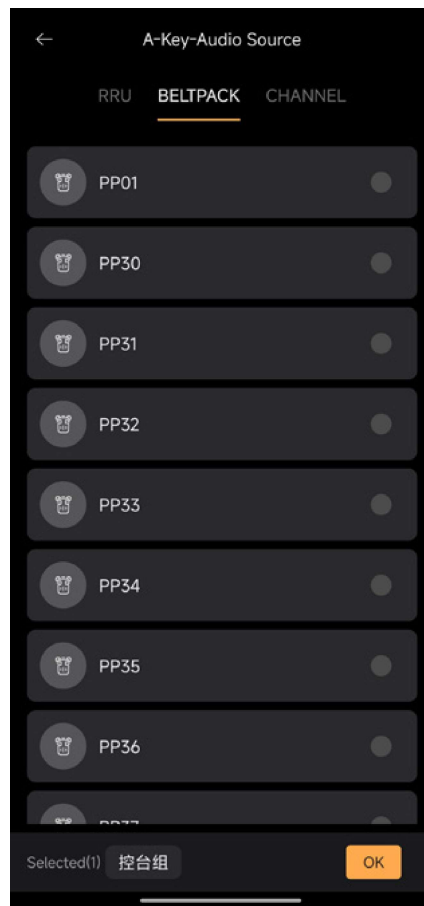 A-Key-Audio Source
RRU BELTPACK CHANNEL
PP01
PP30
PP31
PP32
PP33
PP34
PP35
PP36
Selected(1) 控台组 OK